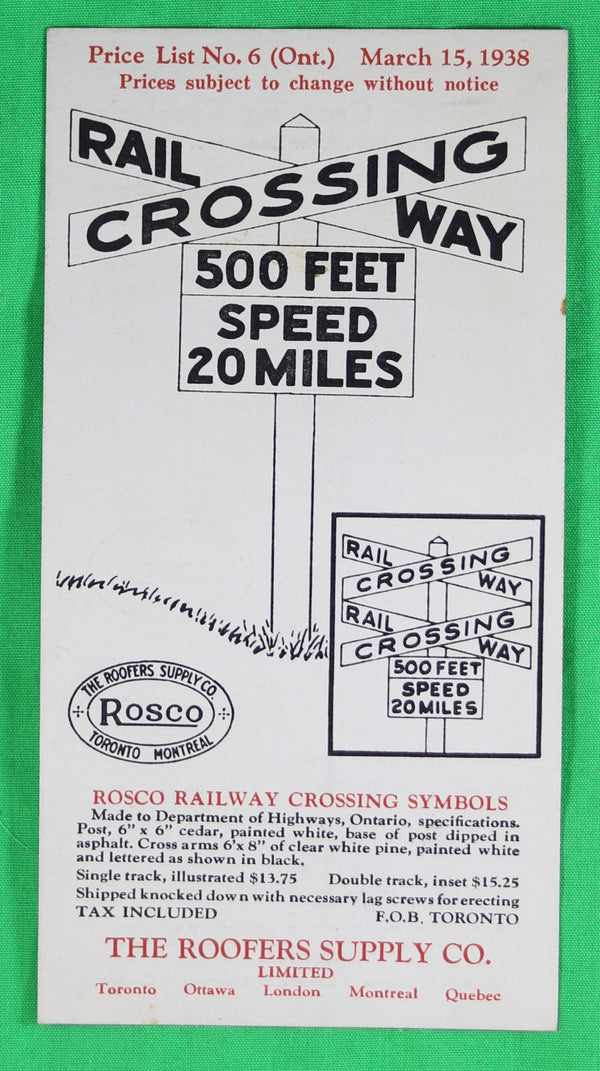 Price List No. 6 (Ont.) March 15, 1938
Prices subject to change without notice
RAIL
CROSSING
WAY
500 FEET
SPEED
20 MILES
RAIL
CROSSING
WAY
RAIL
CROSSING
WAY
500 FEET
SPEED
20 MILES
THE ROOFERS SUPPLY CO.
ROSCO
TORONTO MONTREAL
ROSCO RAILWAY CROSSING SYMBOLS
Made to Department of Highways, Ontario, specifications.
Post, 6” x 6” cedar, painted white, base of post dipped in
asphalt. Cross arms 6’x 8” of clear white pine, painted white
and lettered as shown in black.
Single track, illustrated $13.75 Double track, inset $15.25
Shipped knocked down with necessary lag screws for erecting
TAX INCLUDED F.O.B. TORONTO
THE ROOFERS SUPPLY CO.
LIMITED
Toronto Ottawa London Montreal Quebec